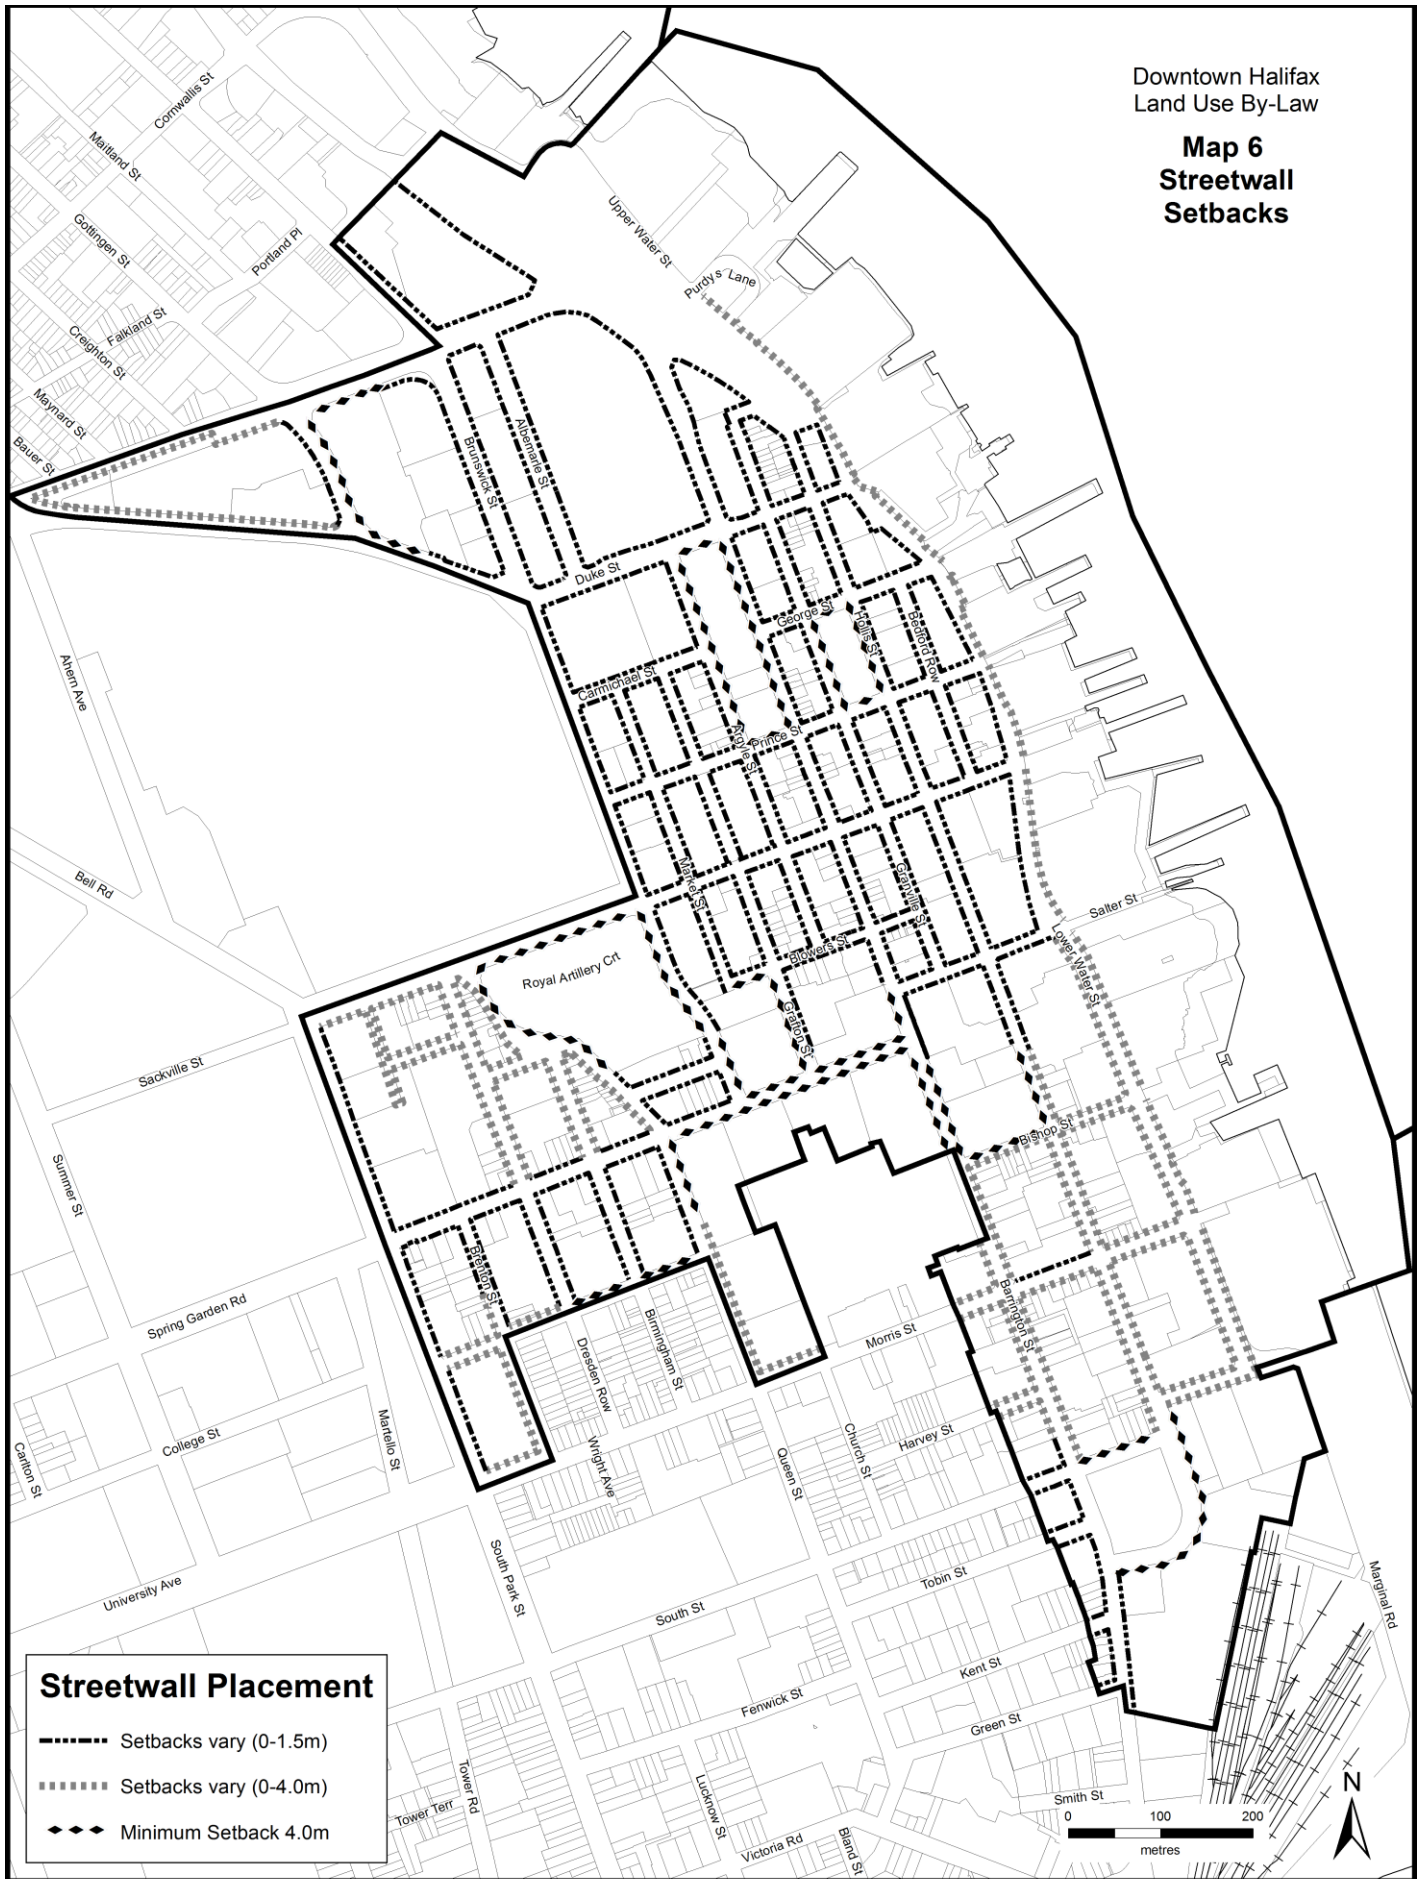 Downtown Halifax
Land Use By-Law
Map 6
Streetwall
Setbacks
Cornwallis St
Maitland St
Gottingen St
Portland Pl
Falkland St
Creighton St
Maynard St
Bauer St
Upper Water St
Purdy's Lane
Brunswick St
Albemarle St
Duke St
George St
Hollis St
Bedford Row
Carmichael St
Argyle St
Prince St
Ahern Ave
Bell Rd
Market St
Granville St
Salter St
Blowers St
Lower Water St
Royal Artillery Crt
Grafton St
Sackville St
Bishop St
Summer St
Brenton St
Barrington St
Spring Garden Rd
Birmingham St
Dresden Row
Morris St
Martello St
College St
Carlton St
Wright Ave
Queen St
Church St
Harvey St
South Park St
University Ave
Tobin St
South St
Marginal Rd
Kent St
Fenwick St
Green St
Tower Rd
Tower Terr
Lucknow St
Victoria Rd
Bland St
Smith St
Streetwall Placement
Setbacks vary (0-1.5m)
Setbacks vary (0-4.0m)
Minimum Setback 4.0m
N
0 100 200
metres